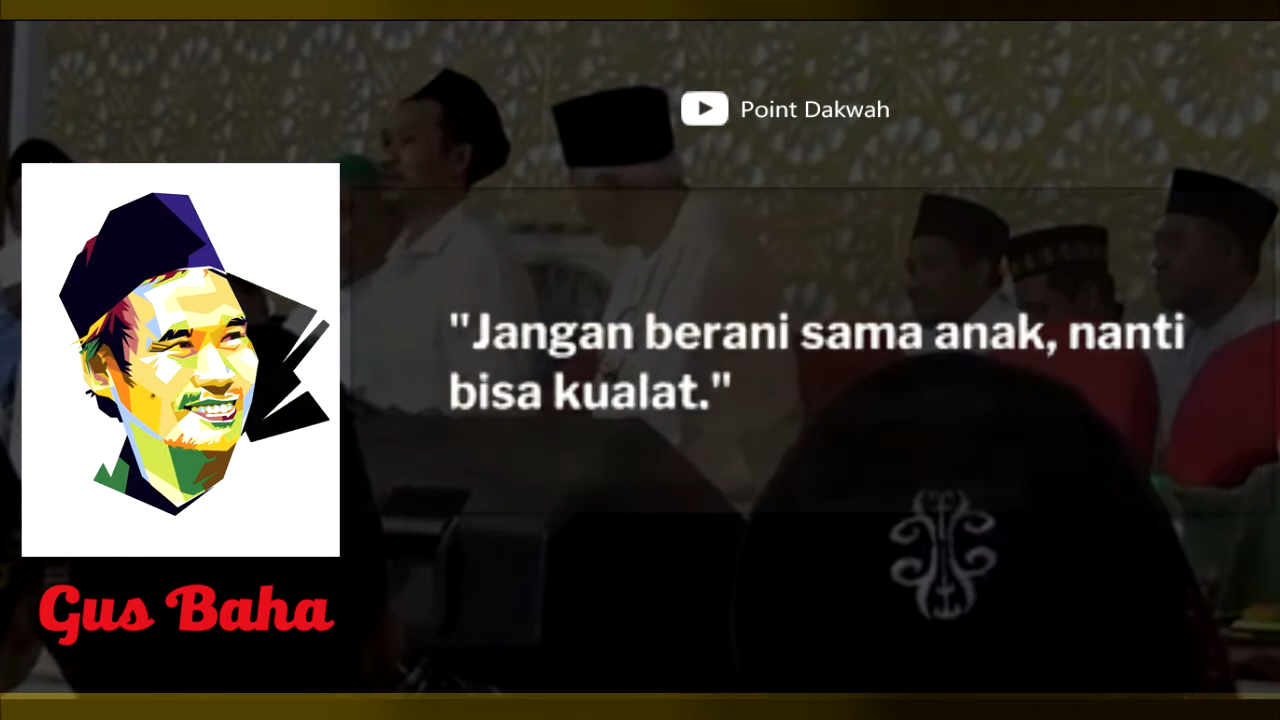 Point Dakwah
"Jangan berani sama anak, nanti
bisa kualat."
Gus Baha